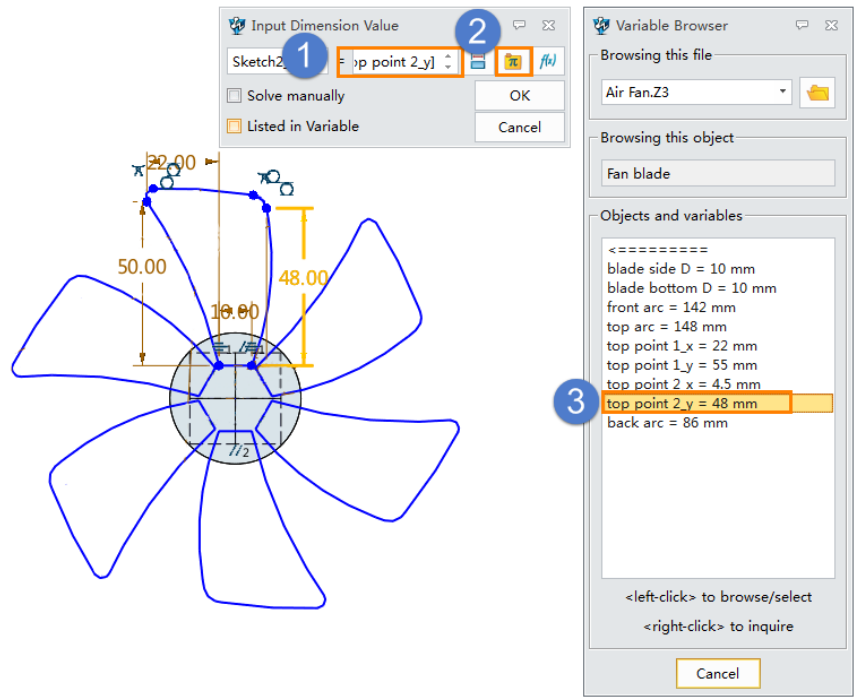 Input Dimension Value
1
2
Sketch2_
= op point 2_y]
π
f(x)
Solve manually
OK
Listed in Variable
Cancel
Variable Browser
Browsing this file
Air Fan.Z3
Browsing this object
Fan blade
Objects and variables
<=========
blade side D = 10 mm
blade bottom D = 10 mm
front arc = 142 mm
top arc = 148 mm
top point 1_x = 22 mm
top point 1_y = 55 mm
top point 2 x = 4.5 mm
3
top point 2_y = 48 mm
back arc = 86 mm
<left-click> to browse/select
<right-click> to inquire
Cancel
22.00
50.00
48.00
10.00
//1
//2